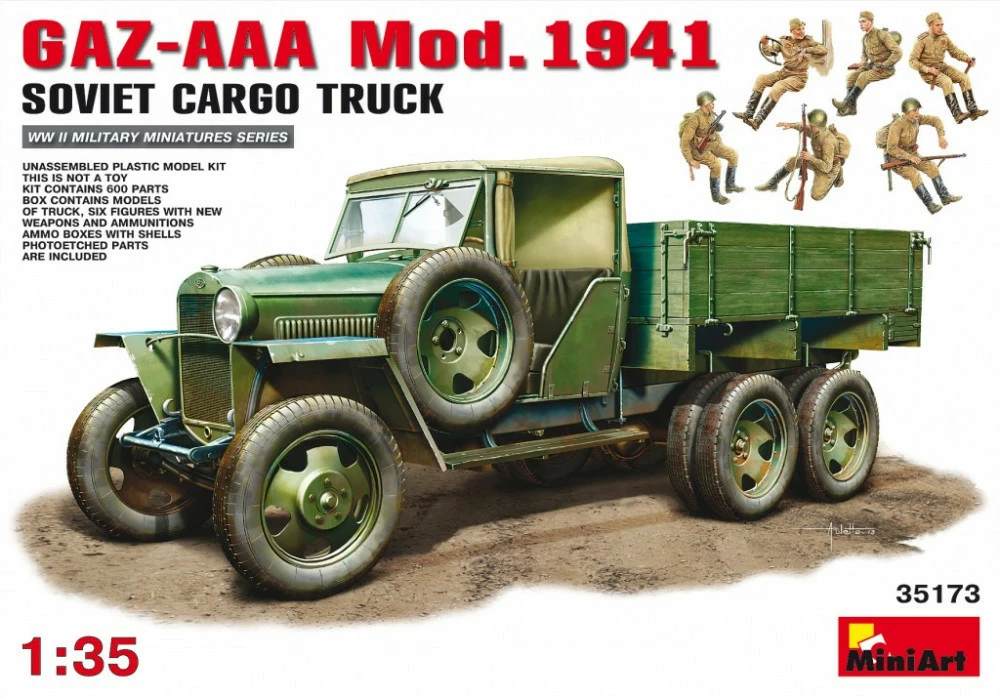 GAZ-AAA Mod. 1941
SOVIET CARGO TRUCK
WW II MILITARY MINIATURES SERIES
UNASSEMBLED PLASTIC MODEL KIT
THIS IS NOT A TOY
KIT CONTAINS 600 PARTS
BOX CONTAINS MODELS
OF TRUCK, SIX FIGURES WITH NEW
WEAPONS AND AMMUNITIONS
AMMO BOXES WITH SHELLS
PHOTOETCHED PARTS
ARE INCLUDED
35173
1:35
MiniArt